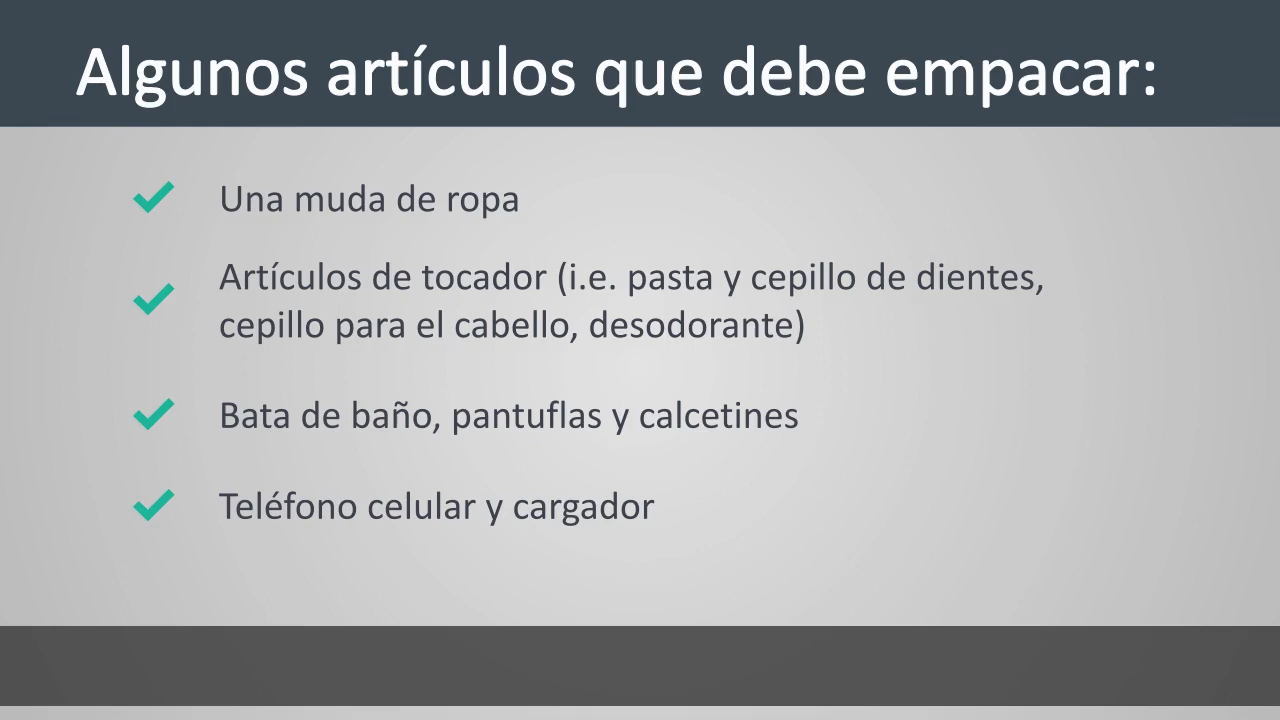 Algunos artículos que debe empacar:
Una muda de ropa
Artículos de tocador (i.e. pasta y cepillo de dientes,
cepillo para el cabello, desodorante)
Bata de baño, pantuflas y calcetines
Teléfono celular y cargador